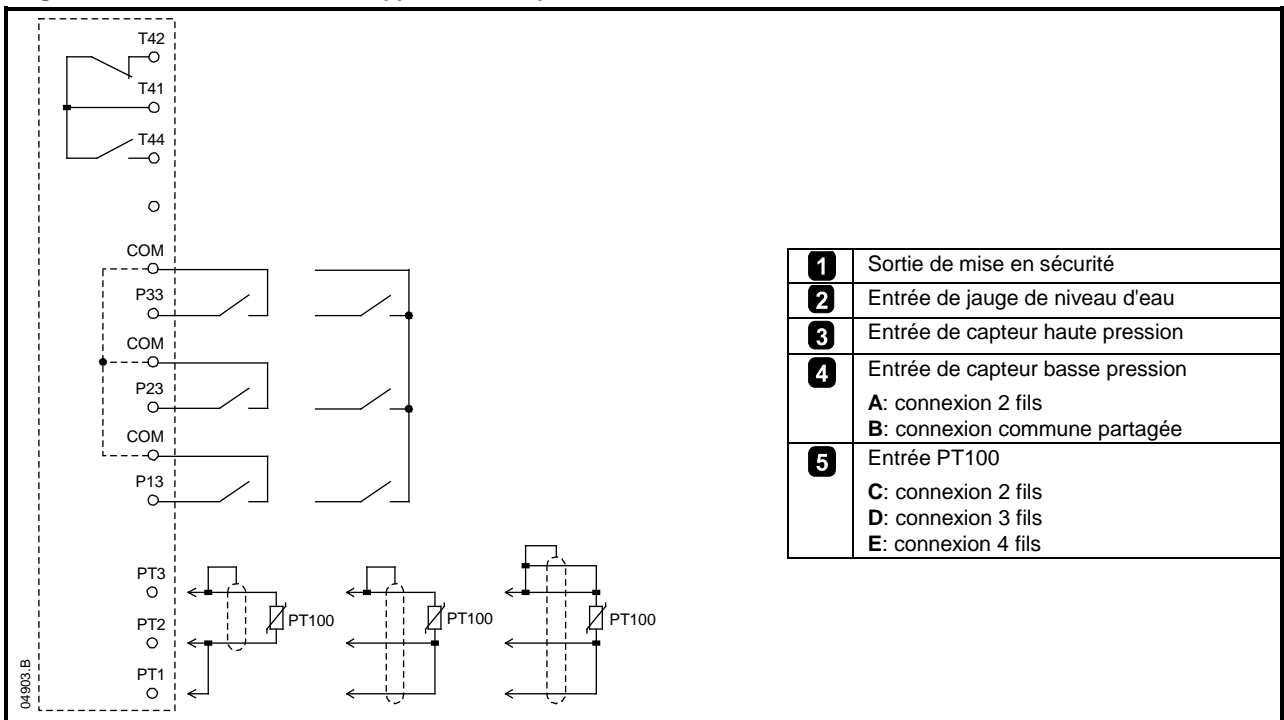 T42
T41
T44
COM
P33
COM
P23
COM
P13
PT3
PT2
PT1
PT100
PT100
PT100
04903.B
1 Sortie de mise en sécurité
2 Entrée de jauge de niveau d'eau
3 Entrée de capteur haute pression
4 Entrée de capteur basse pression
A: connexion 2 fils
B: connexion commune partagée
5 Entrée PT100
C: connexion 2 fils
D: connexion 3 fils
E: connexion 4 fils